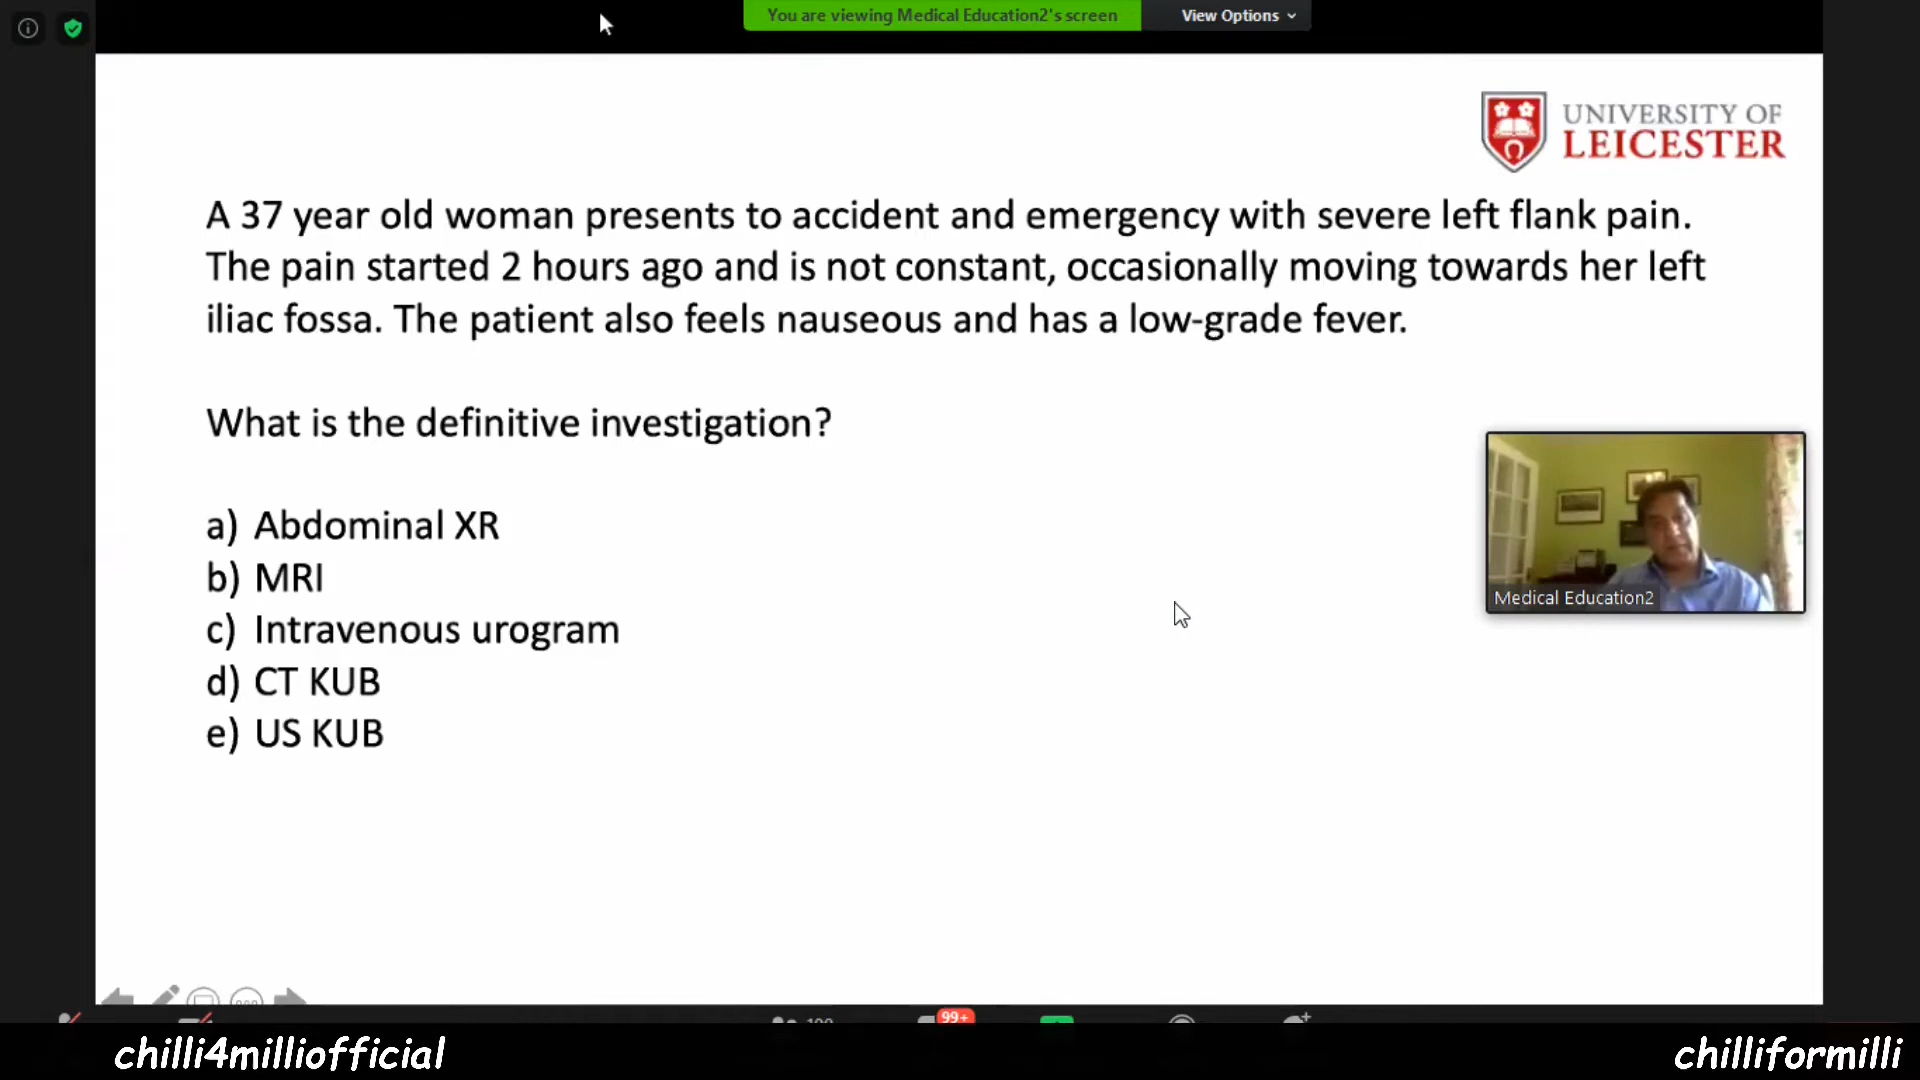 You are viewing Medical Education2's screen
View Options
UNIVERSITY OF
LEICESTER
A 37 year old woman presents to accident and emergency with severe left flank pain.
The pain started 2 hours ago and is not constant, occasionally moving towards her left
iliac fossa. The patient also feels nauseous and has a low-grade fever.
What is the definitive investigation?
a) Abdominal XR
b) MRI
c) Intravenous urogram
d) CT KUB
e) US KUB
Medical Education2
99+
chilli4milliofficial
chilliformilli